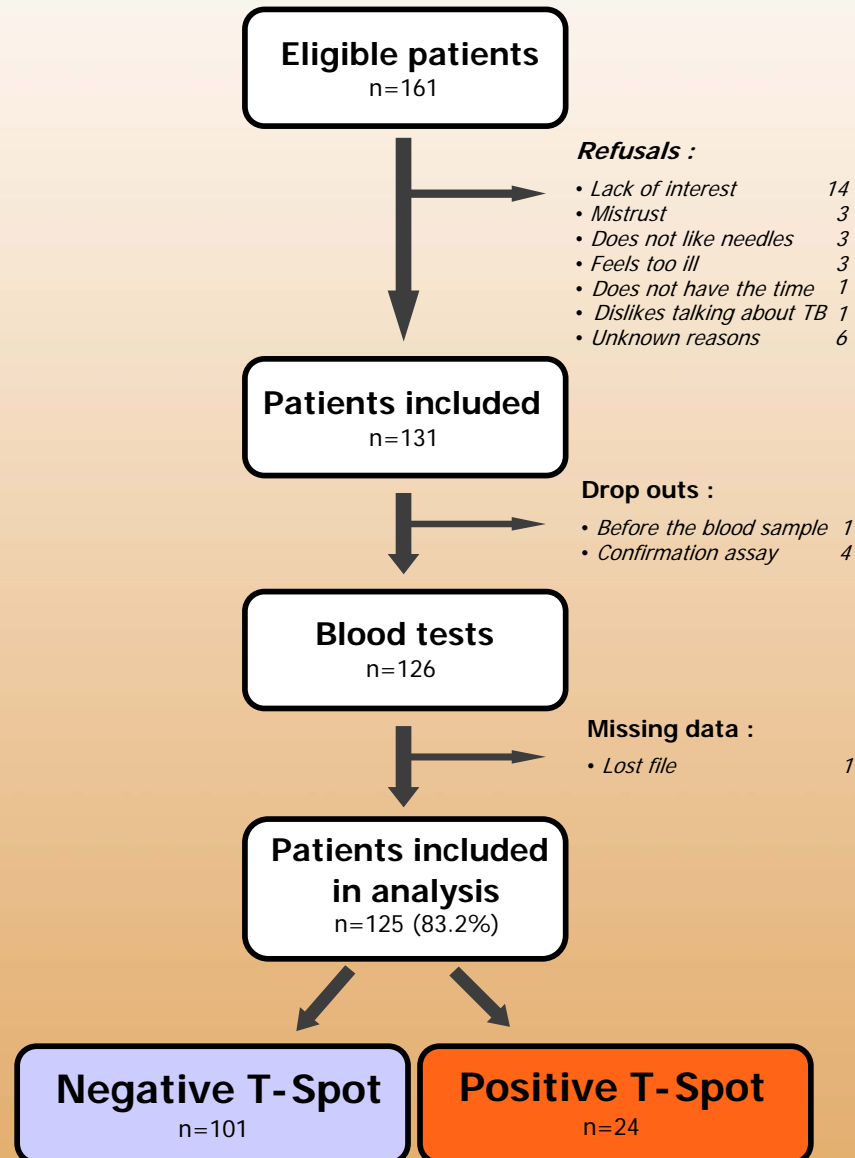 Eligible patients
n=161
Refusals :
• Lack of interest 14
• Mistrust 3
• Does not like needles 3
• Feels too ill 3
• Does not have the time 1
• Dislikes talking about TB 1
• Unknown reasons 6
Patients included
n=131
Drop outs :
• Before the blood sample 1
• Confirmation assay 4
Blood tests
n=126
Missing data :
• Lost file 1
Patients included
in analysis
n=125 (83.2%)
Negative T-Spot
n=101
Positive T-Spot
n=24